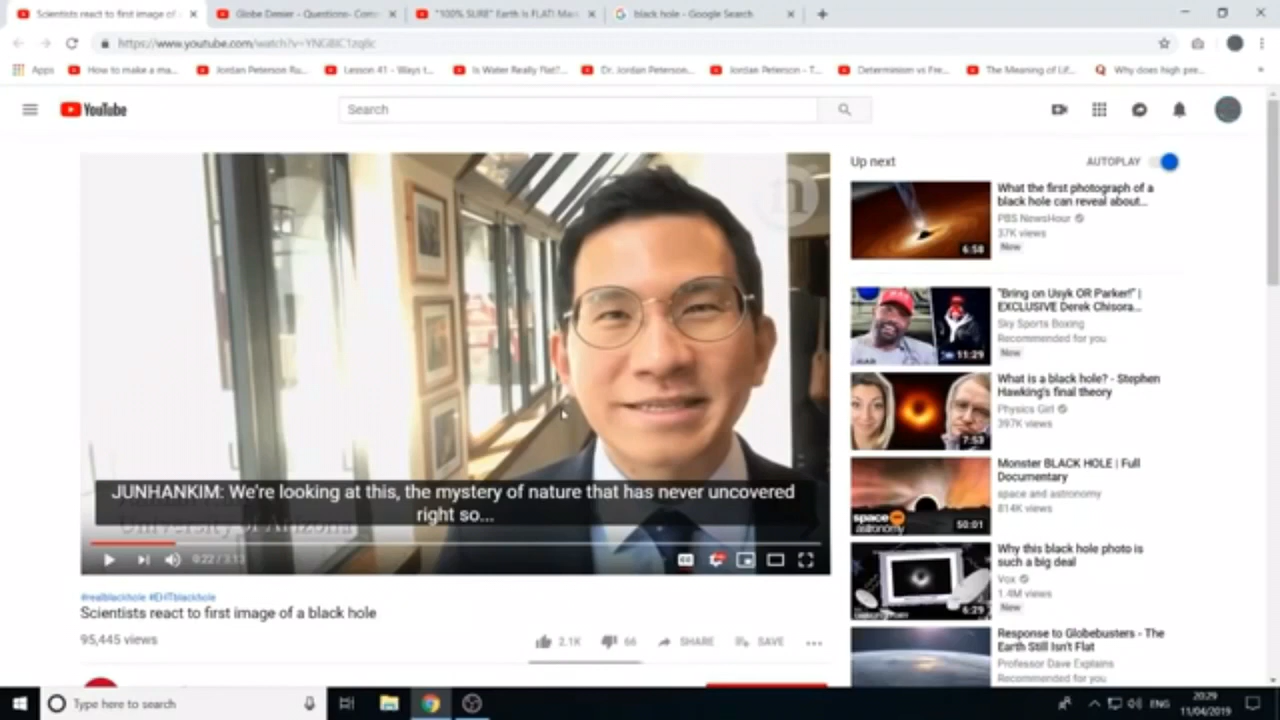 Scientists react to first image of a
Globe Denier - Questions- Com
"100% SURE" Earth Is FLAT! Ma
black hole - Google Search
https://www.youtube.com/watch?v=
Apps
How to make a ma...
Jordan Peterson Ru...
Lesson 41 - Ways t...
Is Water Really Flat?...
Dr. Jordan Peterson...
Jordan Peterson - T...
Determinism vs Fre...
The Meaning of Lif...
Why does high pre...
YouTube
Search
n
JUNHANKIM: We're looking at this, the mystery of nature that has never uncovered
right so...
University of Arizona
0:22 / 3:13
#realblackhole #EHTblackhole
Scientists react to first image of a black hole
95,445 views
2.1K
66
SHARE
SAVE
Up next
AUTOPLAY
6:58
What the first photograph of a
black hole can reveal about...
PBS NewsHour
37K views
New
11:29
"Bring on Usyk OR Parker!" |
EXCLUSIVE Derek Chisora...
Sky Sports Boxing
Recommended for you
New
7:53
What is a black hole? - Stephen
Hawking's final theory
Physics Girl
397K views
space
astronomy
50:01
Monster BLACK HOLE | Full
Documentary
space and astronomy
814K views
6:29
Why this black hole photo is
such a big deal
Vox
1.4M views
New
Response to Globebusters - The
Earth Still Isn't Flat
Professor Dave Explains
Recommended for you
Type here to search
ENG
20:29
11/04/2019